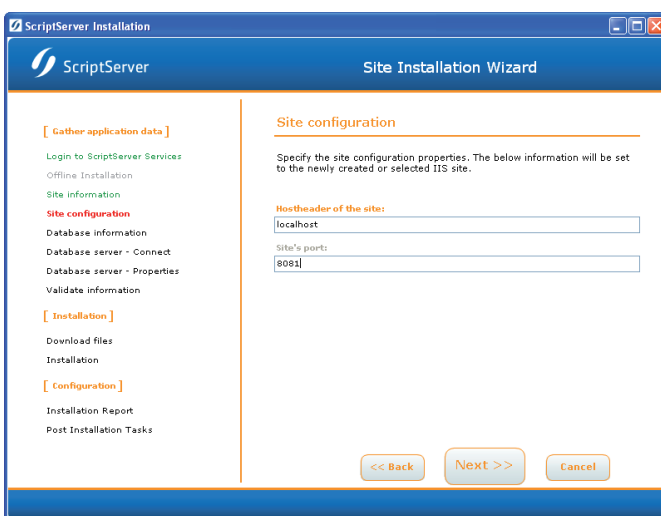 ScriptServer Installation
ScriptServer
Site Installation Wizard
[ Gather application data ]
Login to ScriptServer Services
Offline Installation
Site information
Site configuration
Database information
Database server - Connect
Database server - Properties
Validate information
[ Installation ]
Download files
Installation
[ Configuration ]
Installation Report
Post Installation Tasks
Site configuration
Specify the site configuration properties. The below information will be set
to the newly created or selected IIS site.
Hostheader of the site:
localhost
Site's port:
8081
<< Back
Next >>
Cancel